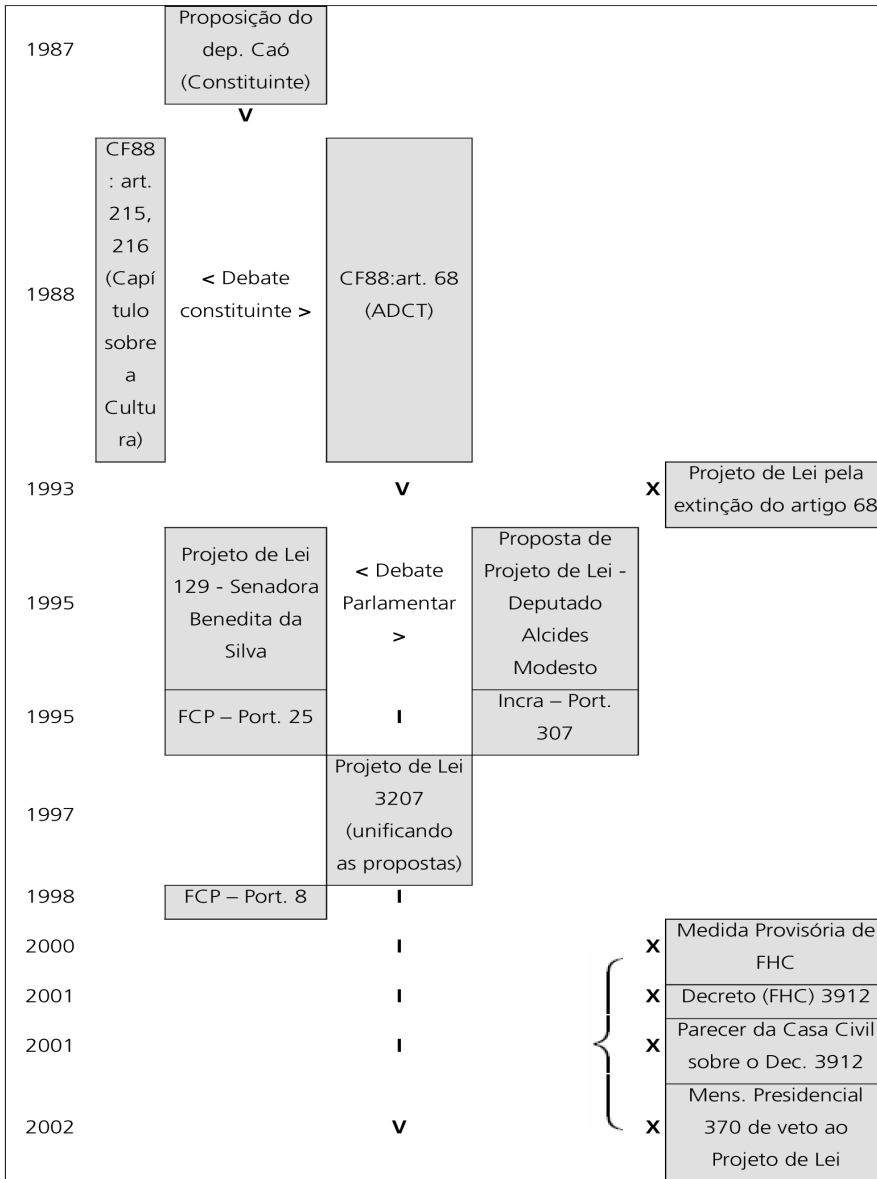 1987
Proposição do
dep. Caó
(Constituinte)
V
1988
CF88
: art.
215,
216
(Capí
tulo
sobre
a
Cultu
ra)
< Debate
constituinte >
CF88:art. 68
(ADCT)
1993
V
X
Projeto de Lei pela
extinção do artigo 68
1995
Projeto de Lei
129 - Senadora
Benedita da
Silva
< Debate
Parlamentar
>
Proposta de
Projeto de Lei -
Deputado
Alcides
Modesto
1995
FCP – Port. 25
I
Incra – Port.
307
1997
Projeto de Lei
3207
(unificando
as propostas)
1998
FCP – Port. 8
I
2000
I
X
Medida Provisória de
FHC
2001
I
X
Decreto (FHC) 3912
2001
I
X
Parecer da Casa Civil
sobre o Dec. 3912
2002
V
X
Mens. Presidencial
370 de veto ao
Projeto de Lei